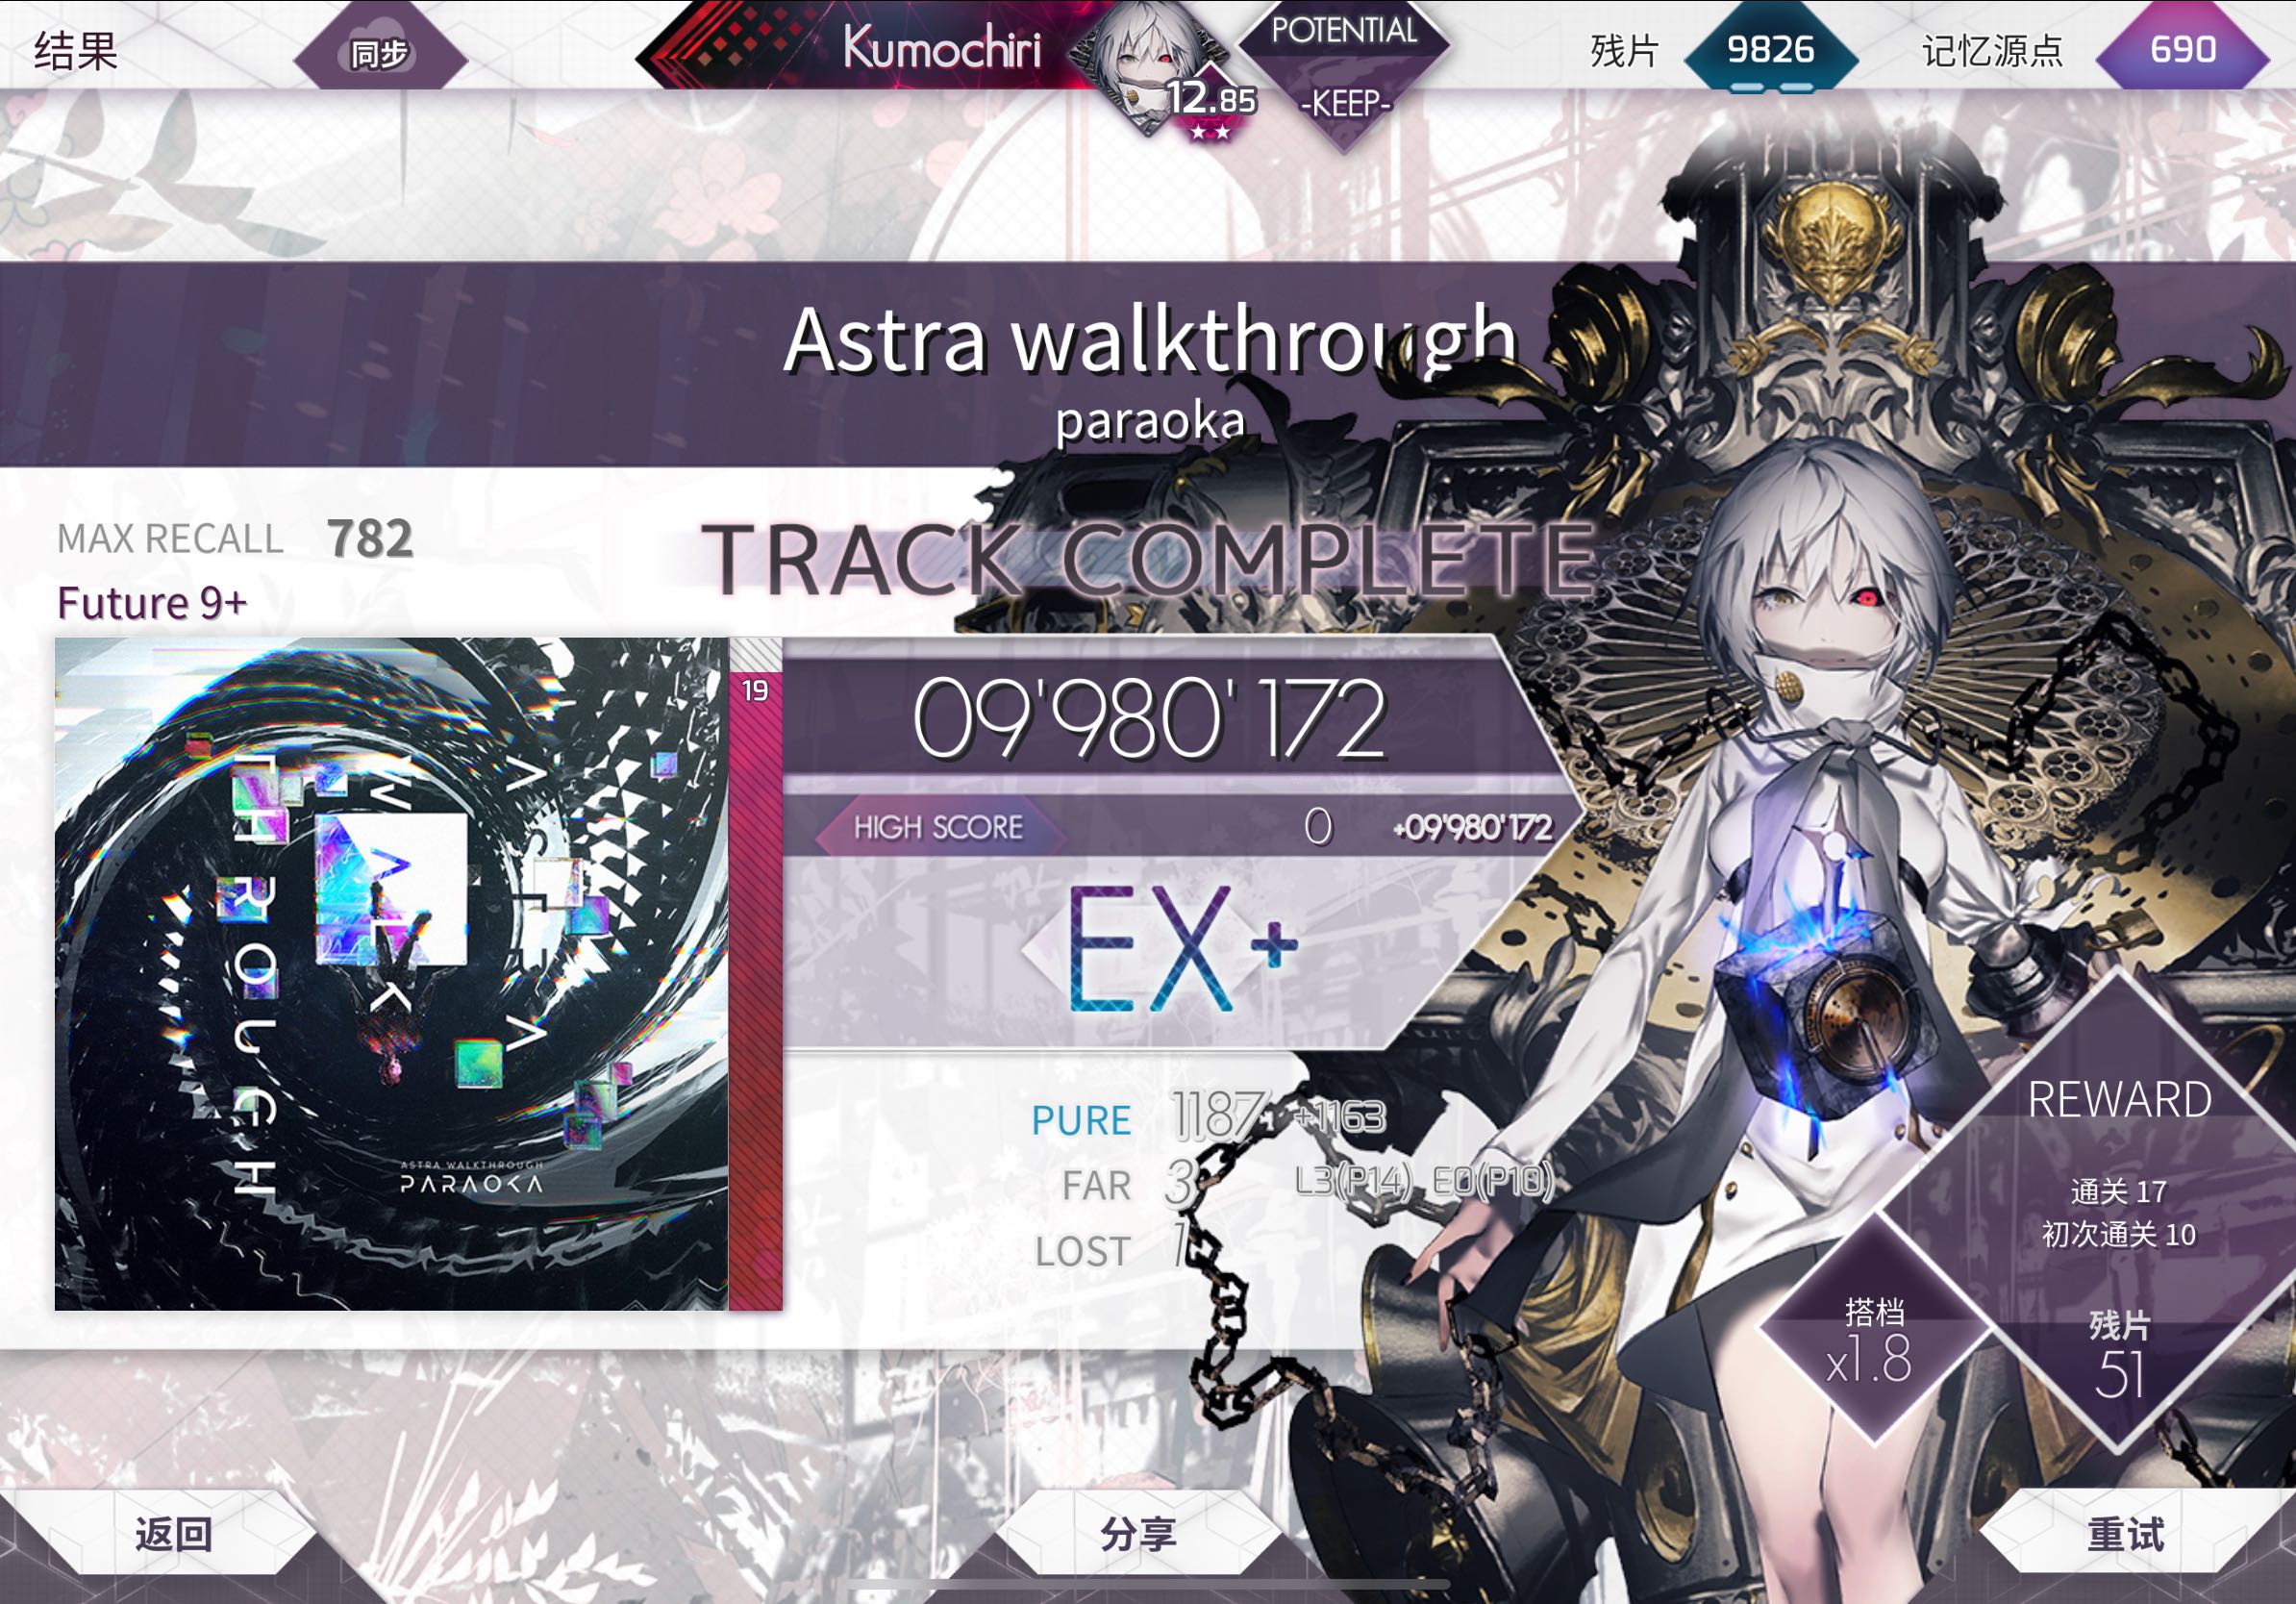 结果
同步
Kumochiri
12.85
POTENTIAL
-KEEP-
残片
9826
记忆源点
690
Astra walkthrough
paraoka
MAX RECALL 782
Future 9+
TRACK COMPLETE
19
09'980'172
HIGH SCORE 0 +09'980'172
EX+
PURE 1187 +1163
FAR 3 L3(P14) E0(P10)
LOST 1
ASTRA
WALK
THROUGH
ASTRA WALKTHROUGH
PARAOKA
REWARD
通关 17
初次通关 10
残片
51
搭档
x1.8
返回
分享
重试